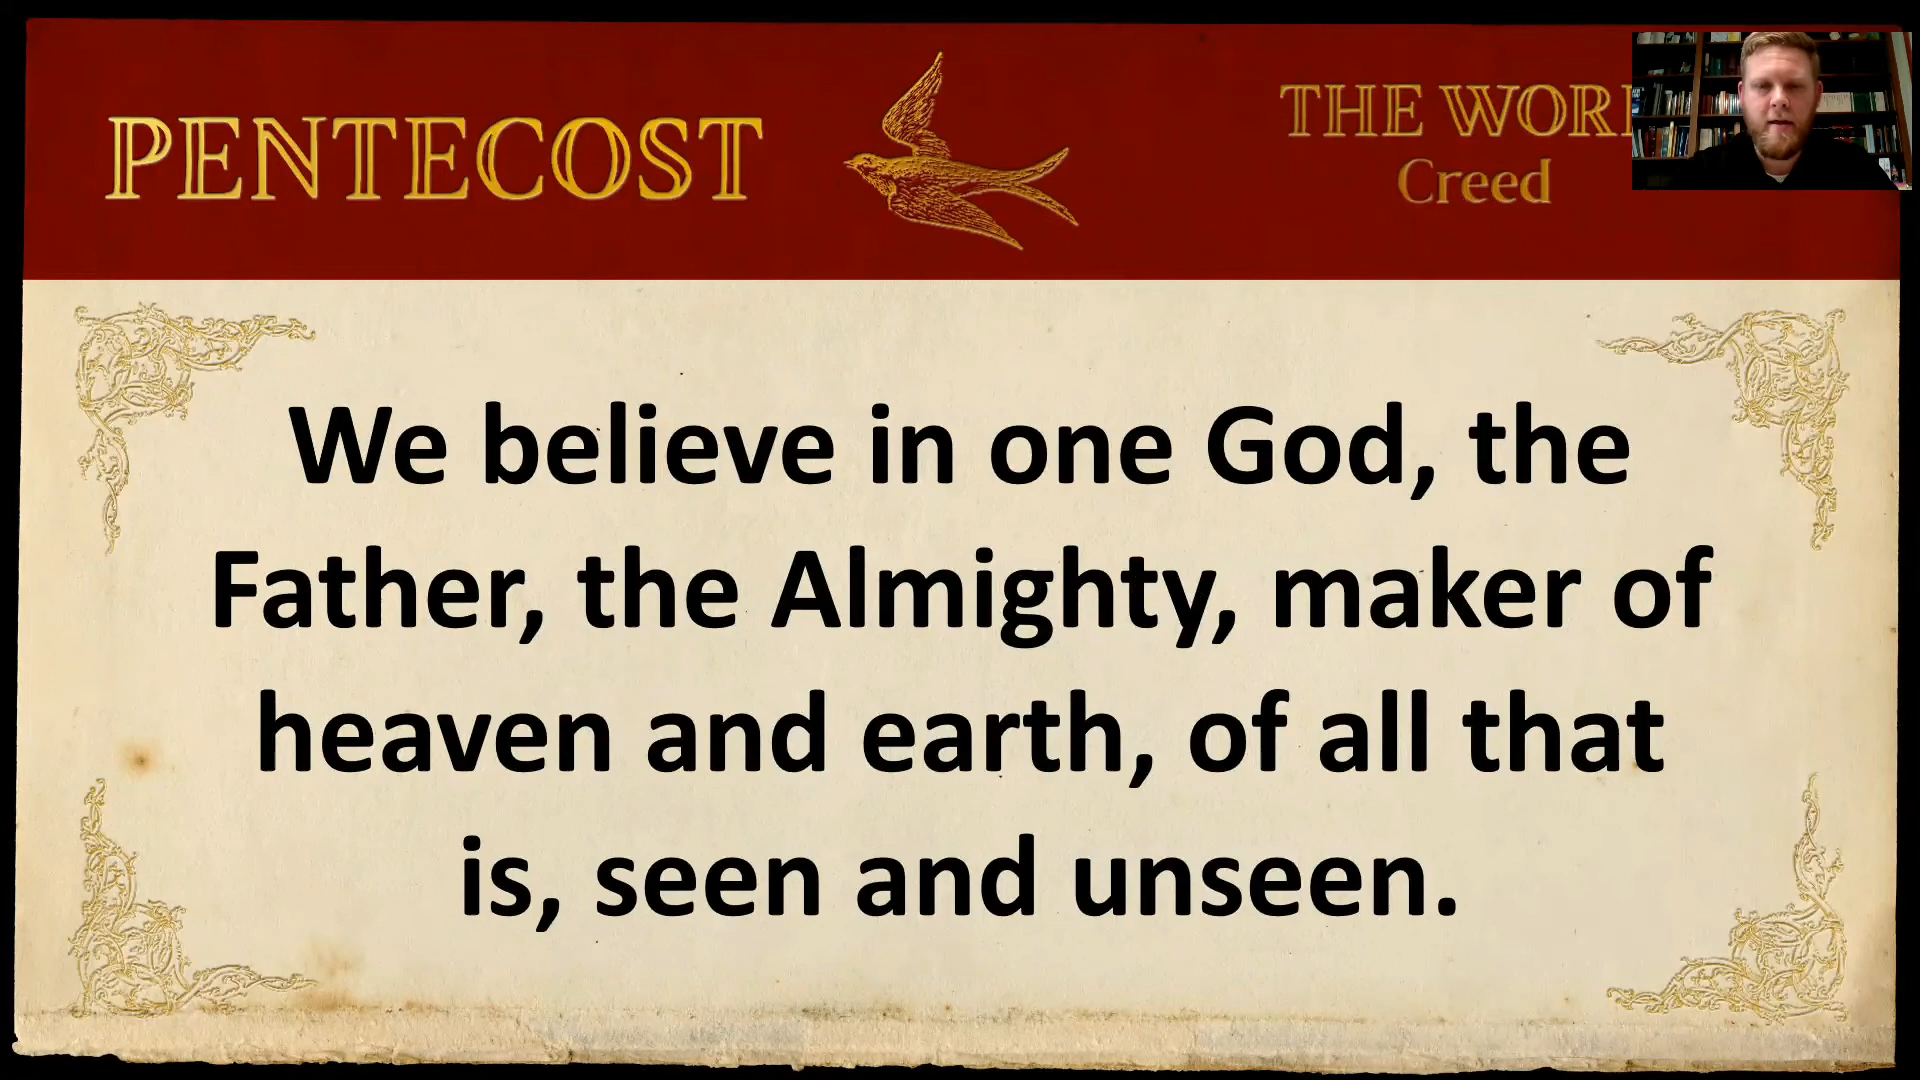 PENTECOST
THE WOR
Creed
We believe in one God, the
Father, the Almighty, maker of
heaven and earth, of all that
is, seen and unseen.